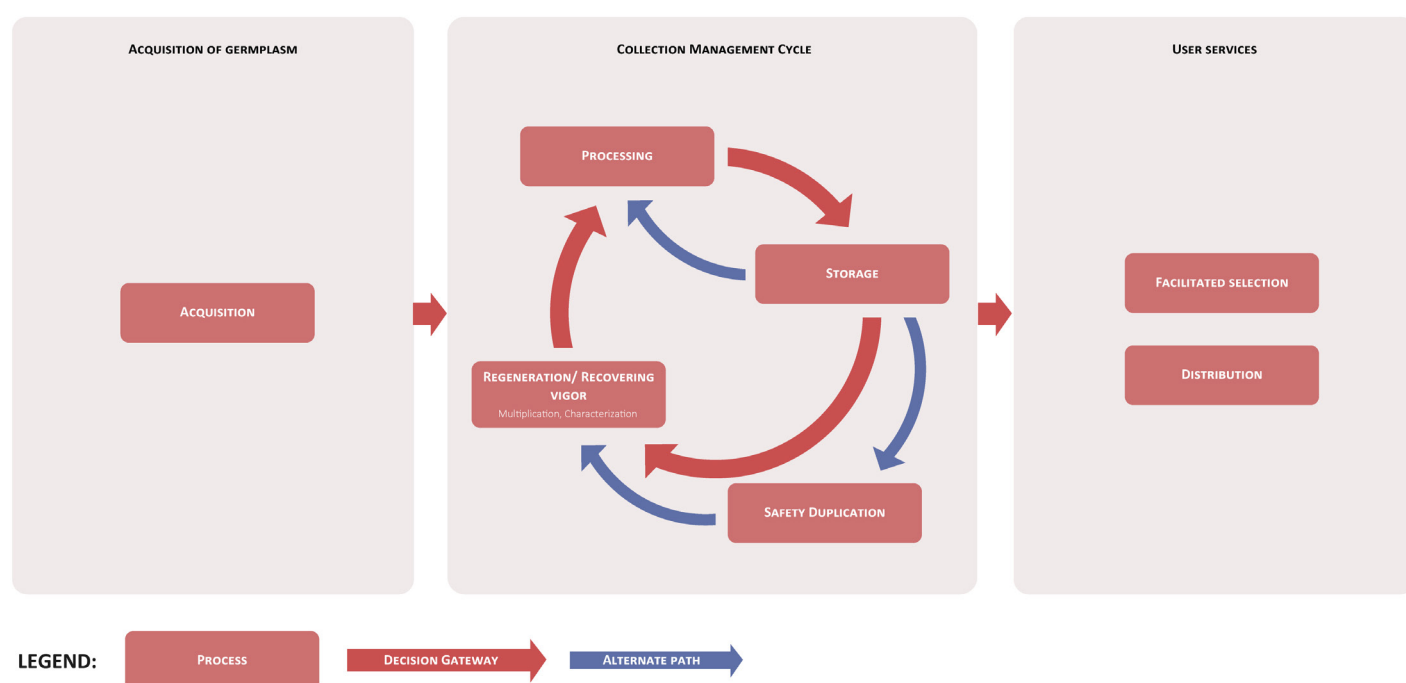 Acquisition of germplasm
Collection Management Cycle
User services
Processing
Storage
Acquisition
Facilitated selection
Distribution
Regeneration/ Recovering
vigor
Multiplication, Characterization
Safety Duplication
LEGEND:
Process
Decision Gateway
Alternate path